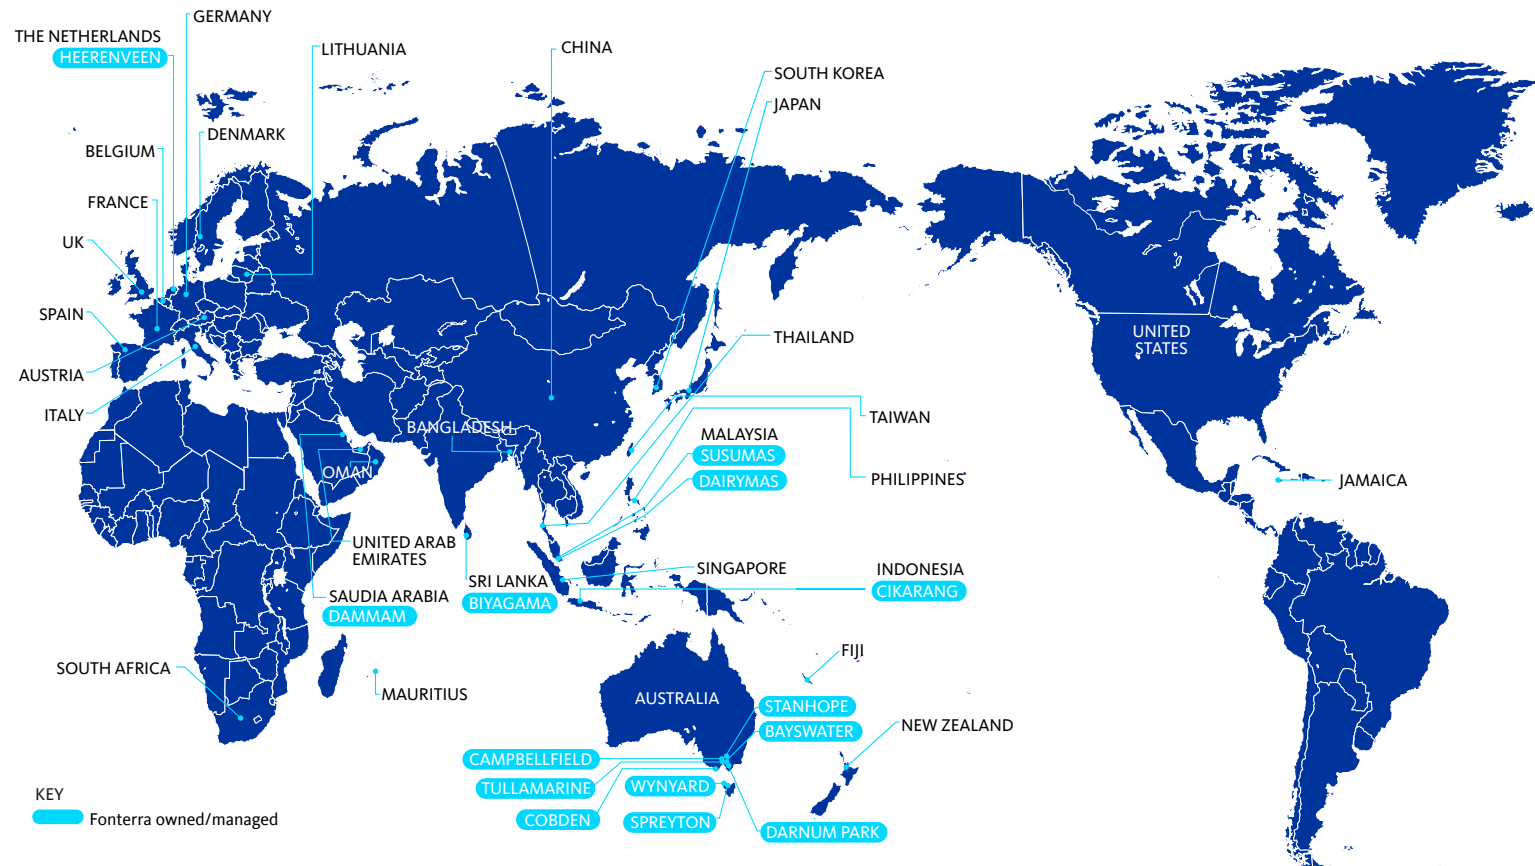 GERMANY
THE NETHERLANDS
HEERENVEEN
LITHUANIA
CHINA
SOUTH KOREA
JAPAN
DENMARK
BELGIUM
FRANCE
UK
SPAIN
AUSTRIA
ITALY
THAILAND
UNITED
STATES
TAIWAN
BANGLADESH
MALAYSIA
SUSUMAS
DAIRYMAS
OMAN
PHILIPPINES
JAMAICA
UNITED ARAB
EMIRATES
SRI LANKA
BIYAGAMA
SINGAPORE
INDONESIA
CIKARANG
SAUDIA ARABIA
DAMMAM
SOUTH AFRICA
MAURITIUS
FIJI
AUSTRALIA
STANHOPE
BAYSWATER
NEW ZEALAND
CAMPBELLFIELD
TULLAMARINE
COBDEN
WYNYARD
SPREYTON
DARNUM PARK
KEY
Fonterra owned/managed